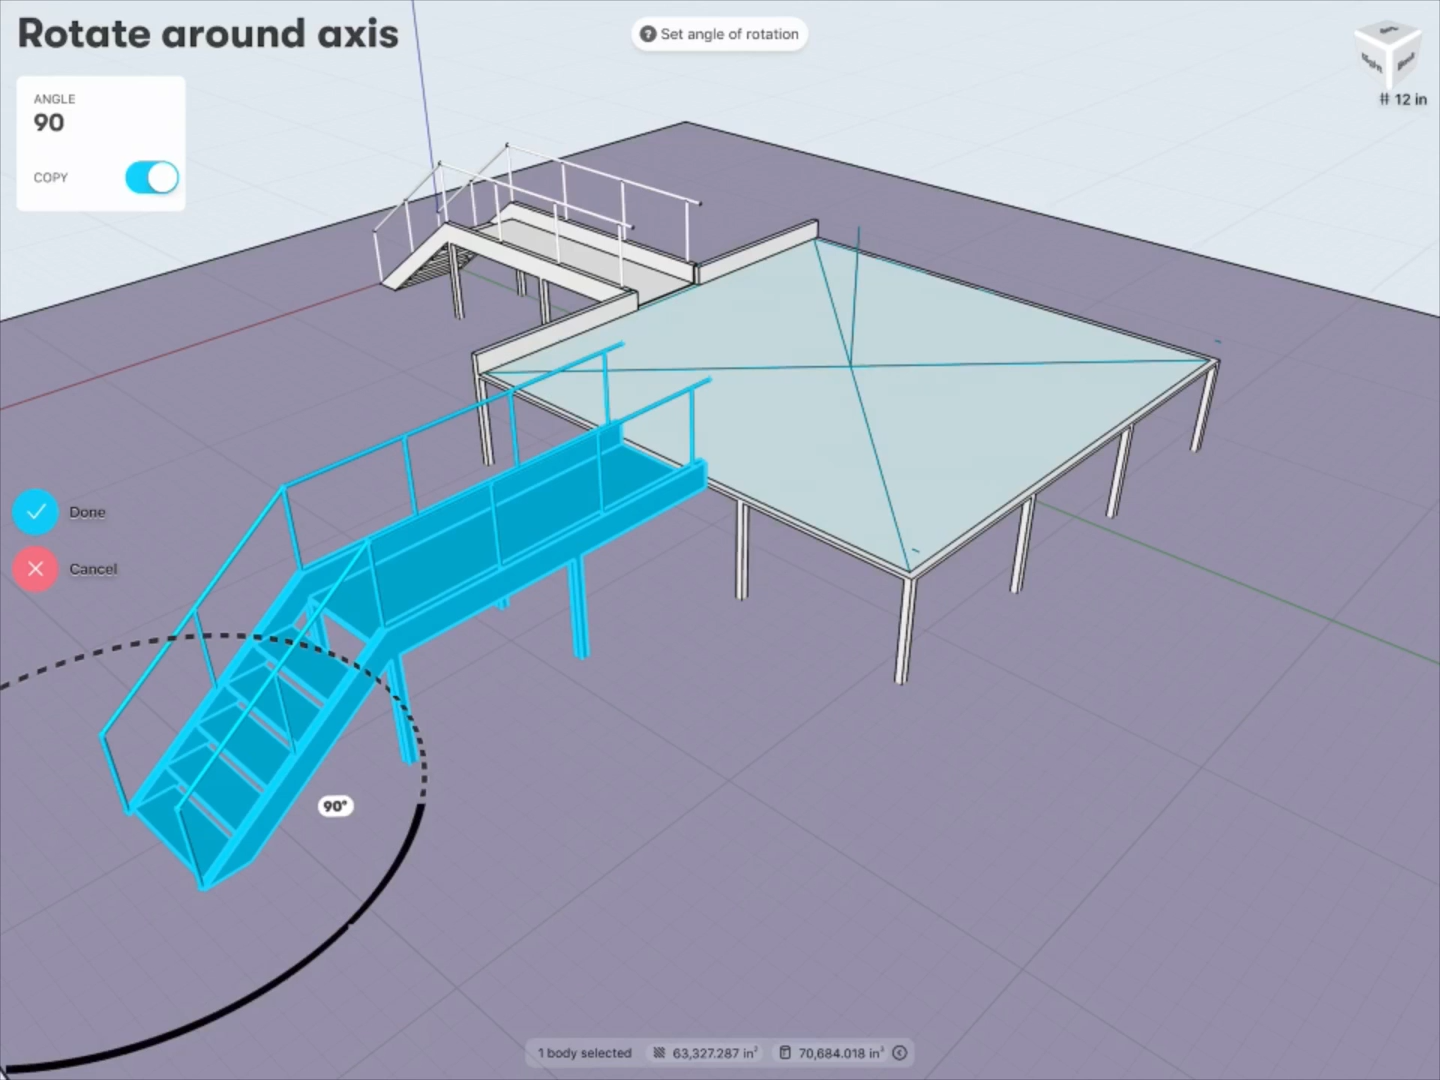 Rotate around axis
? Set angle of rotation
ANGLE
90
COPY
Right
# 12 in
Done
Cancel
90°
1 body selected
63,327.287 in²
70,684.018 in³